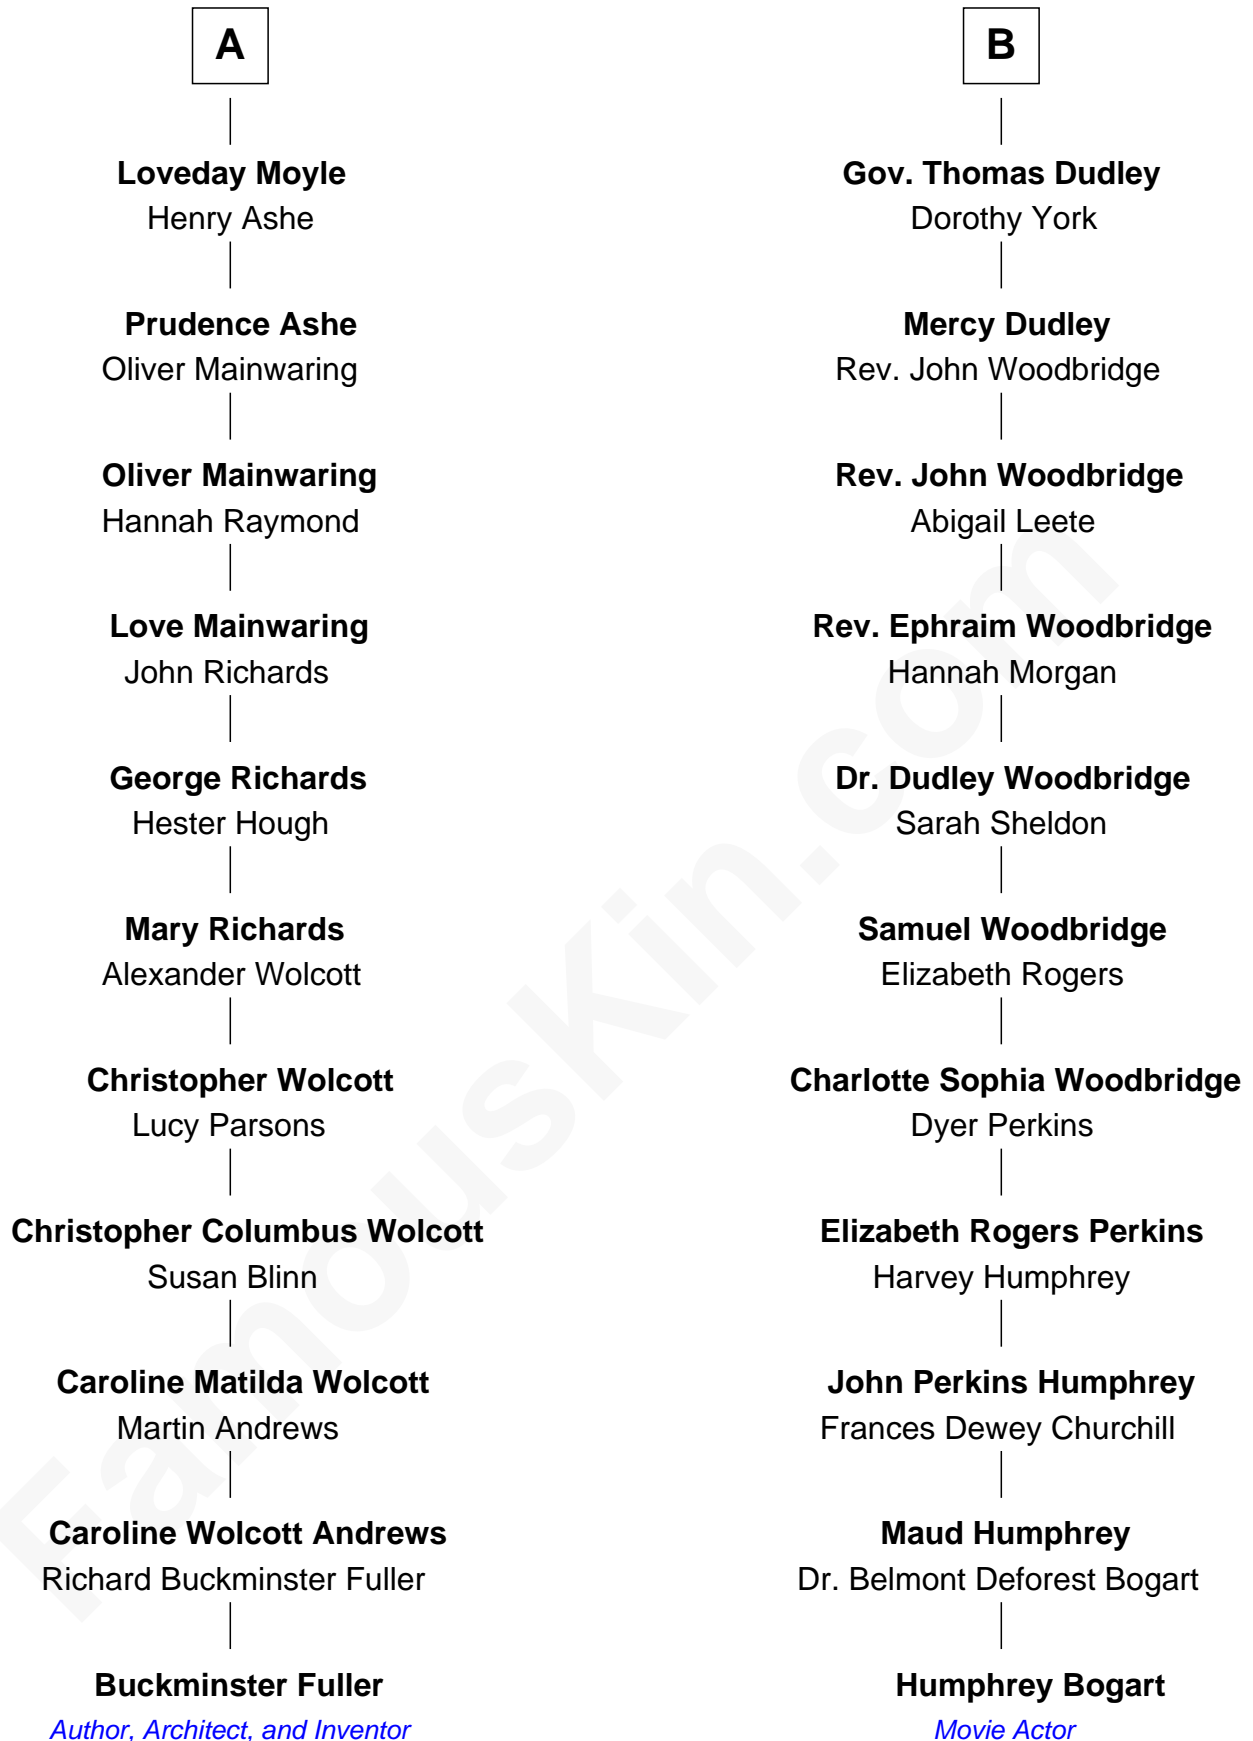 A
Loveday Moyle
Henry Ashe
Prudence Ashe
Oliver Mainwaring
Oliver Mainwaring
Hannah Raymond
Love Mainwaring
John Richards
George Richards
Hester Hough
Mary Richards
Alexander Wolcott
Christopher Wolcott
Lucy Parsons
Christopher Columbus Wolcott
Susan Blinn
Caroline Matilda Wolcott
Martin Andrews
Caroline Wolcott Andrews
Richard Buckminster Fuller
Buckminster Fuller
Author, Architect, and Inventor
B
Gov. Thomas Dudley
Dorothy York
Mercy Dudley
Rev. John Woodbridge
Rev. John Woodbridge
Abigail Leete
Rev. Ephraim Woodbridge
Hannah Morgan
Dr. Dudley Woodbridge
Sarah Sheldon
Samuel Woodbridge
Elizabeth Rogers
Charlotte Sophia Woodbridge
Dyer Perkins
Elizabeth Rogers Perkins
Harvey Humphrey
John Perkins Humphrey
Frances Dewey Churchill
Maud Humphrey
Dr. Belmont Deforest Bogart
Humphrey Bogart
Movie Actor
FamousKin.com